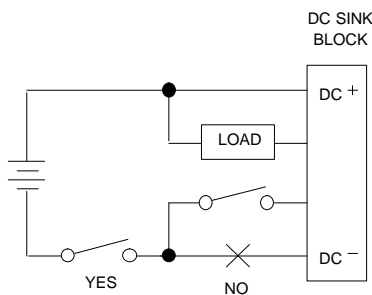 DC SINK
BLOCK
DC +
LOAD
DC −
YES
NO